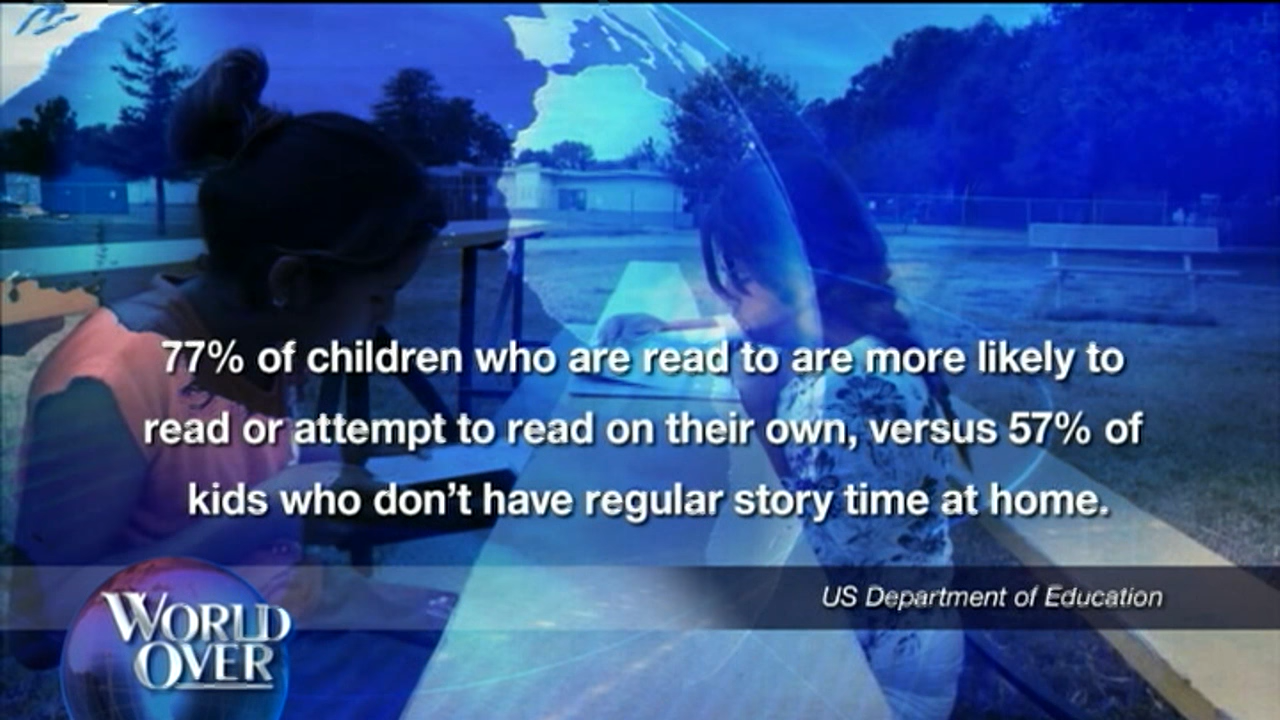 77% of children who are read to are more likely to
read or attempt to read on their own, versus 57% of
kids who don't have regular story time at home.
US Department of Education
WORLD
OVER